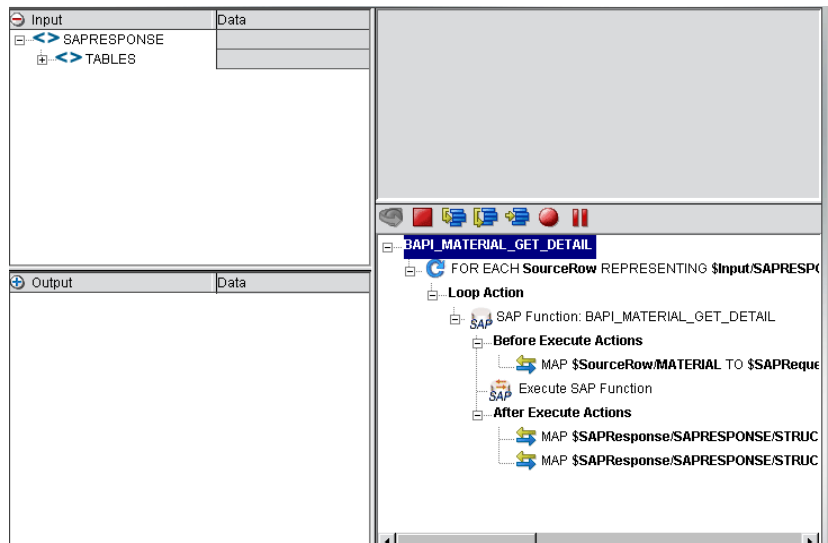 Input Data
SAPRESPONSE
TABLES
Output Data
BAPI_MATERIAL_GET_DETAIL
FOR EACH SourceRow REPRESENTING $Input/SAPRESP
Loop Action
SAP Function: BAPI_MATERIAL_GET_DETAIL
Before Execute Actions
MAP $SourceRow/MATERIAL TO $SAPReque
Execute SAP Function
After Execute Actions
MAP $SAPResponse/SAPRESPONSE/STRUC
MAP $SAPResponse/SAPRESPONSE/STRUC
SAP
SAP